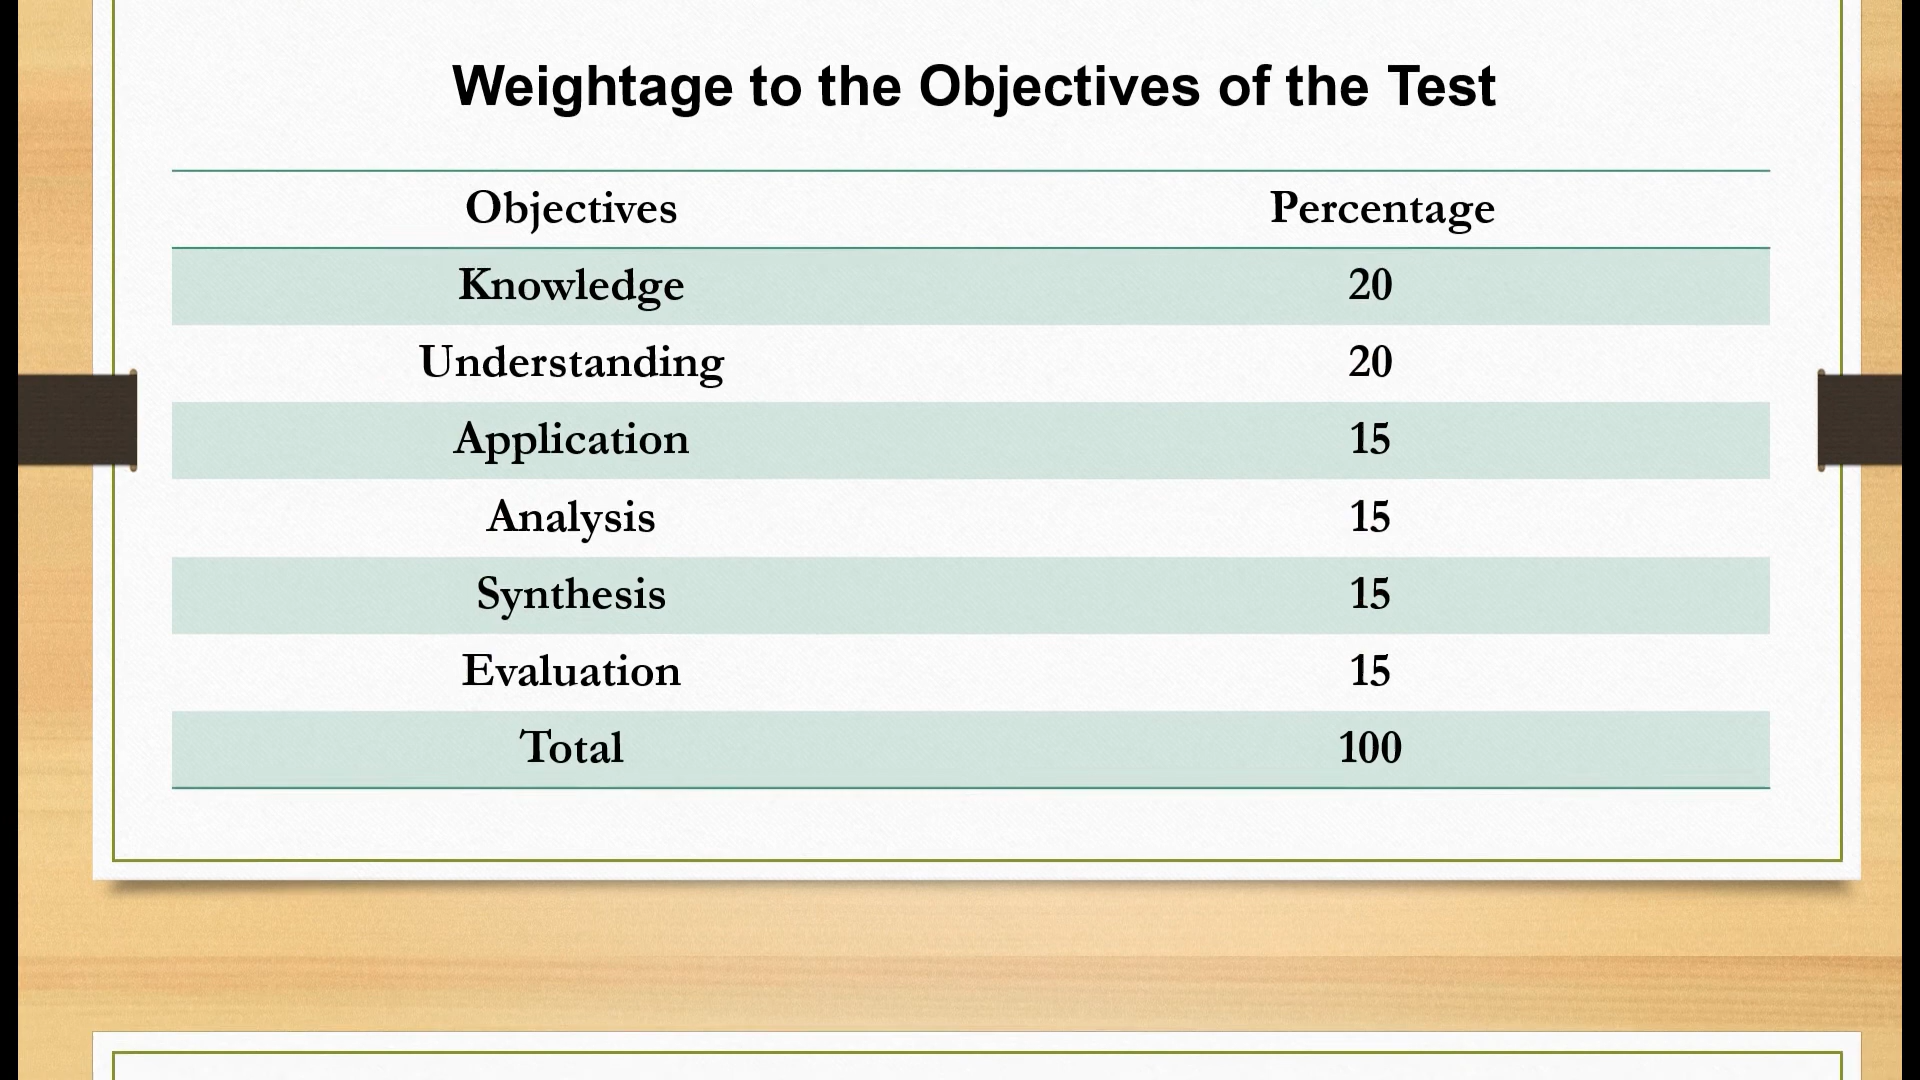 Weightage to the Objectives of the Test
Objectives Percentage
Knowledge 20
Understanding 20
Application 15
Analysis 15
Synthesis 15
Evaluation 15
Total 100